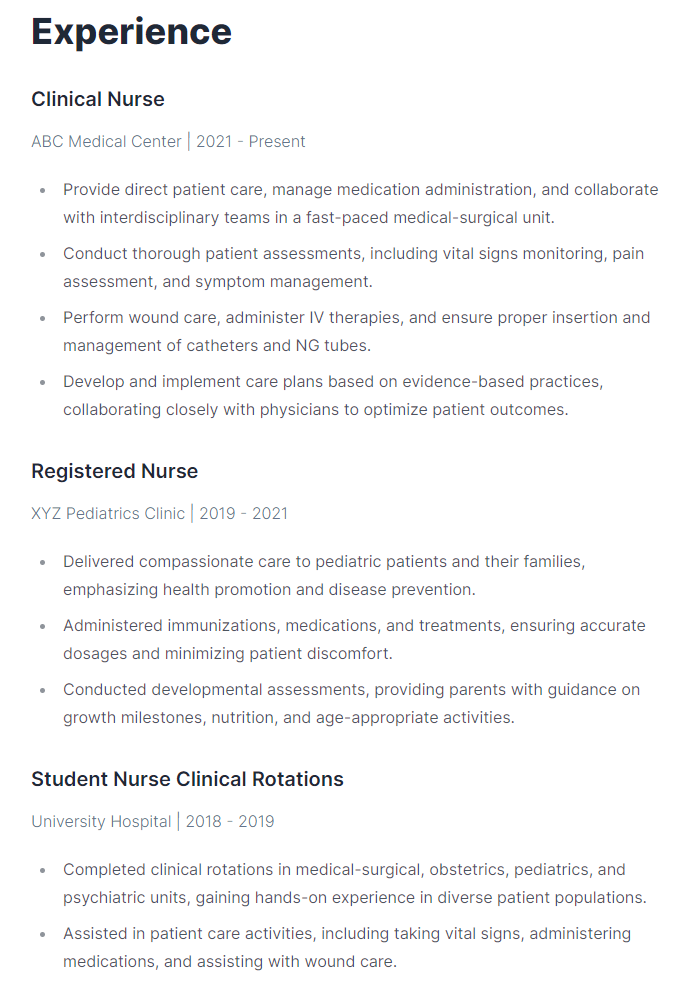 Experience
Clinical Nurse
ABC Medical Center | 2021 - Present
• Provide direct patient care, manage medication administration, and collaborate
with interdisciplinary teams in a fast-paced medical-surgical unit.
• Conduct thorough patient assessments, including vital signs monitoring, pain
assessment, and symptom management.
• Perform wound care, administer IV therapies, and ensure proper insertion and
management of catheters and NG tubes.
• Develop and implement care plans based on evidence-based practices,
collaborating closely with physicians to optimize patient outcomes.
Registered Nurse
XYZ Pediatrics Clinic | 2019 - 2021
• Delivered compassionate care to pediatric patients and their families,
emphasizing health promotion and disease prevention.
• Administered immunizations, medications, and treatments, ensuring accurate
dosages and minimizing patient discomfort.
• Conducted developmental assessments, providing parents with guidance on
growth milestones, nutrition, and age-appropriate activities.
Student Nurse Clinical Rotations
University Hospital | 2018 - 2019
• Completed clinical rotations in medical-surgical, obstetrics, pediatrics, and
psychiatric units, gaining hands-on experience in diverse patient populations.
• Assisted in patient care activities, including taking vital signs, administering
medications, and assisting with wound care.